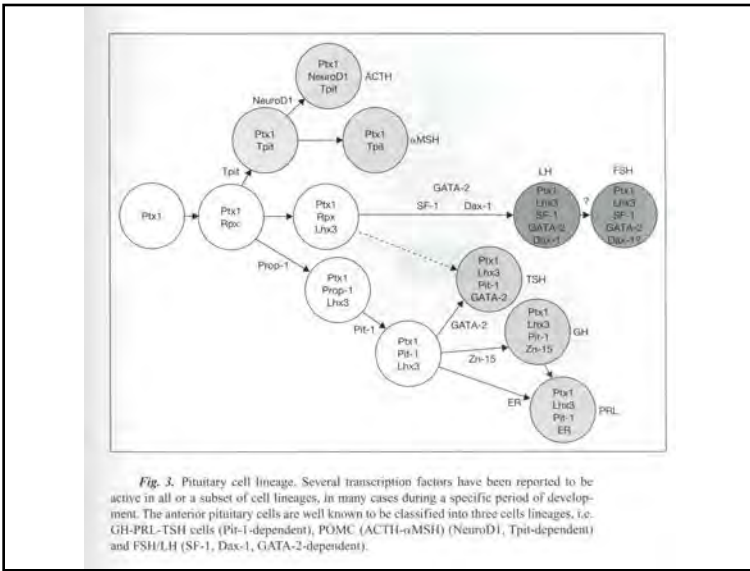 Ptx1
NeuroD1
Tpit
ACTH
NeuroD1
Ptx1
Tpit
Ptx1
Tpit
αMSH
Tpit
LH
FSH
GATA-2
SF-1
Dax-1
Ptx1
Ptx1
Rpx
Ptx1
Rpx
Lhx3
Ptx1
Lhx3
SF-1
GATA-2
Dax-1
?
Ptx1
Lhx3
SF-1
GATA-2
Dax-1?
Prop-1
Ptx1
Prop-1
Lhx3
Ptx1
Lhx3
Pit-1
GATA-2
TSH
Pit-1
GATA-2
Ptx1
Pit-1
Lhx3
Zn-15
Ptx1
Lhx3
Pit-1
Zn-15
GH
ER
Ptx1
Lhx3
Pit-1
ER
PRL
Fig. 3. Pituitary cell lineage. Several transcription factors have been reported to be
active in all or a subset of cell lineages, in many cases during a specific period of develop-
ment. The anterior pituitary cells are well known to be classified into three cells lineages, i.e.
GH-PRL-TSH cells (Pit-1-dependent), POMC (ACTH-αMSH) (NeuroD1, Tpit-dependent)
and FSH/LH (SF-1, Dax-1, GATA-2-dependent).